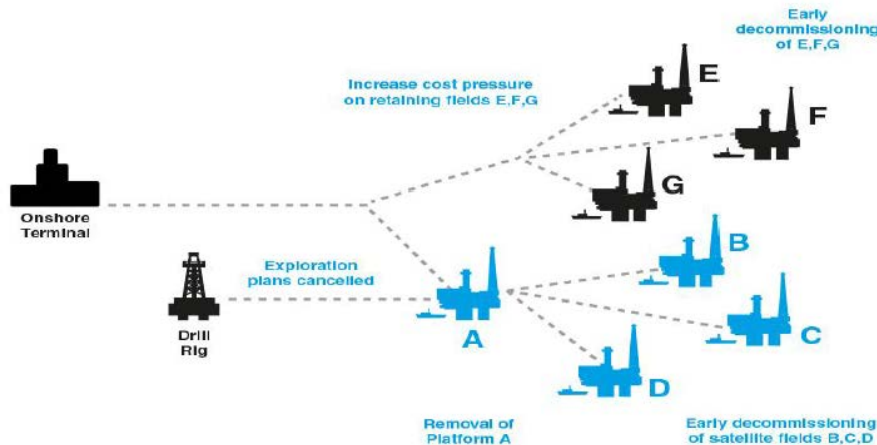 Early
decommissioning
of E,F,G
Increase cost pressure
on retaining fields E,F,G
E
F
G
Onshore
Terminal
B
Exploration
plans cancelled
A
C
Drill
Rig
D
Removal of
Platform A
Early decommissioning
of satellite fields B,C,D